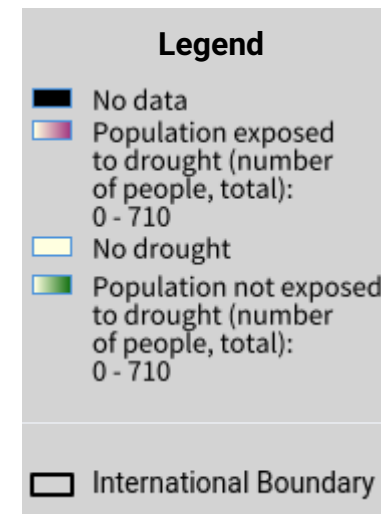 Legend
No data
Population exposed
to drought (number
of people, total):
0 - 710
No drought
Population not exposed
to drought (number
of people, total):
0 - 710
International Boundary